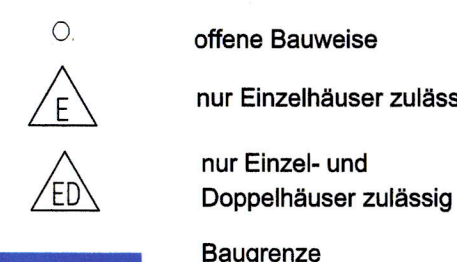 O. offene Bauweise
E nur Einzelhäuser zuläss
ED nur Einzel- und
Doppelhäuser zulässig
Baugrenze